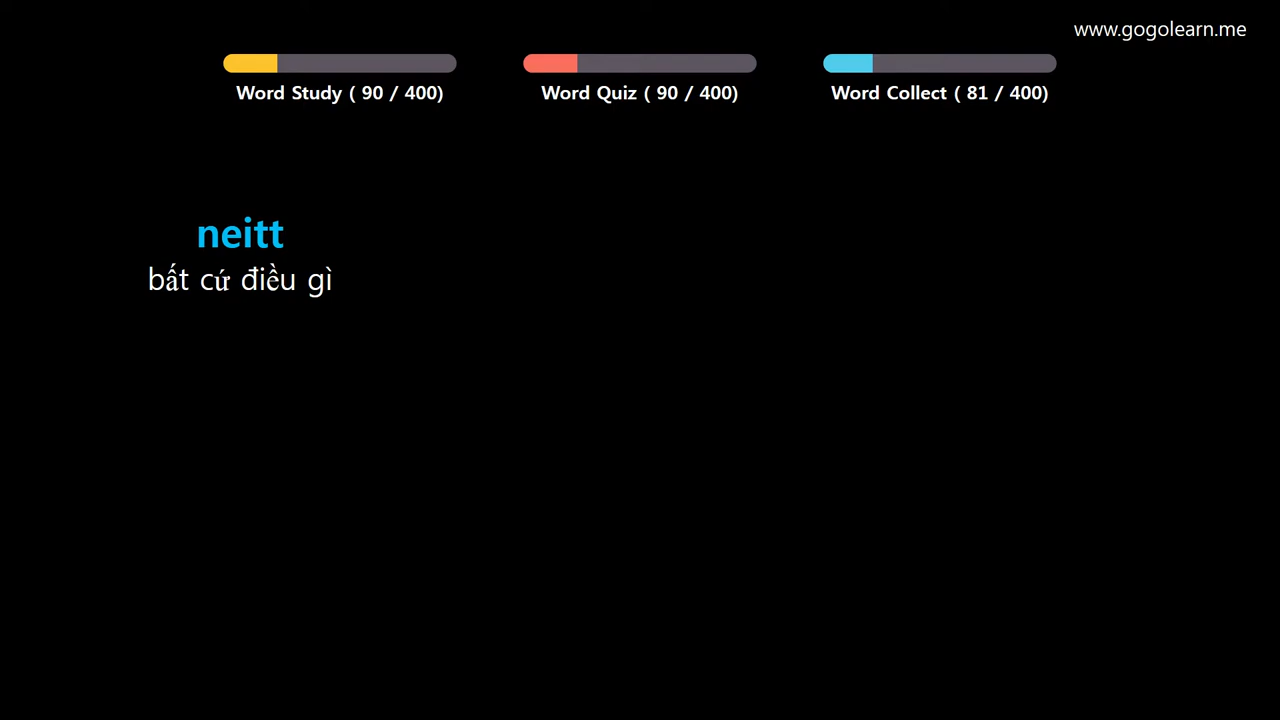 www.gogolearn.me
Word Study ( 90 / 400)
Word Quiz ( 90 / 400)
Word Collect ( 81 / 400)
neitt
bất cứ điều gì